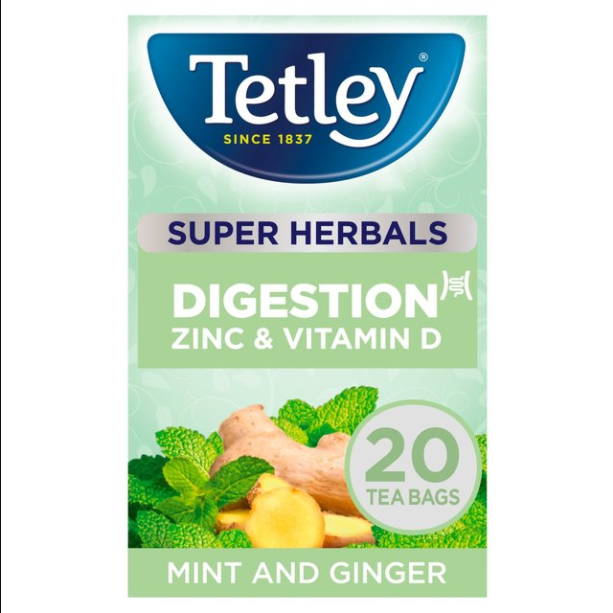 Tetley®
SINCE 1837
SUPER HERBALS
DIGESTION
ZINC & VITAMIN D
20
TEA BAGS
MINT AND GINGER